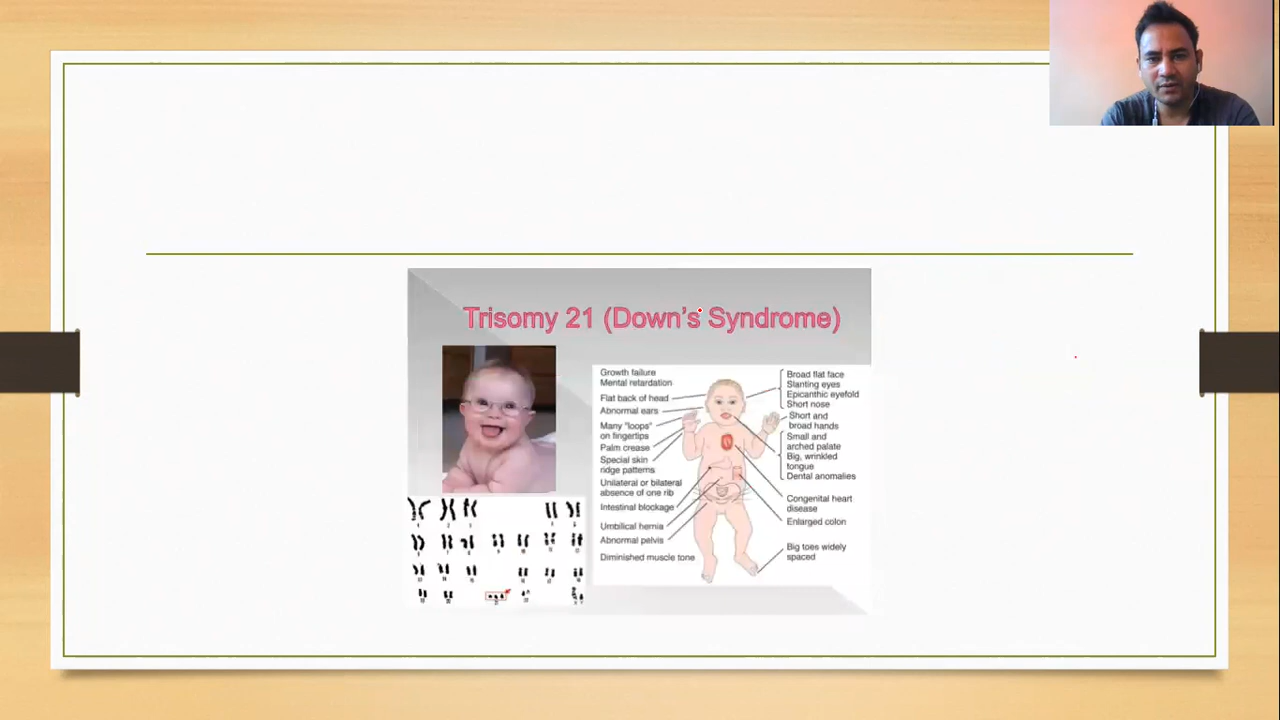 Trisomy 21 (Down's Syndrome)
Growth failure
Mental retardation
Flat back of head
Abnormal ears
Many "loops"
on fingertips
Palm crease
Special skin
ridge patterns
Unilateral or bilateral
absence of one rib
Intestinal blockage
Umbilical hernia
Abnormal pelvis
Diminished muscle tone
Broad flat face
Slanting eyes
Epicanthic eyefold
Short nose
Short and
broad hands
Small and
arched palate
Big, wrinkled
tongue
Dental anomalies
Congenital heart
disease
Enlarged colon
Big toes widely
spaced